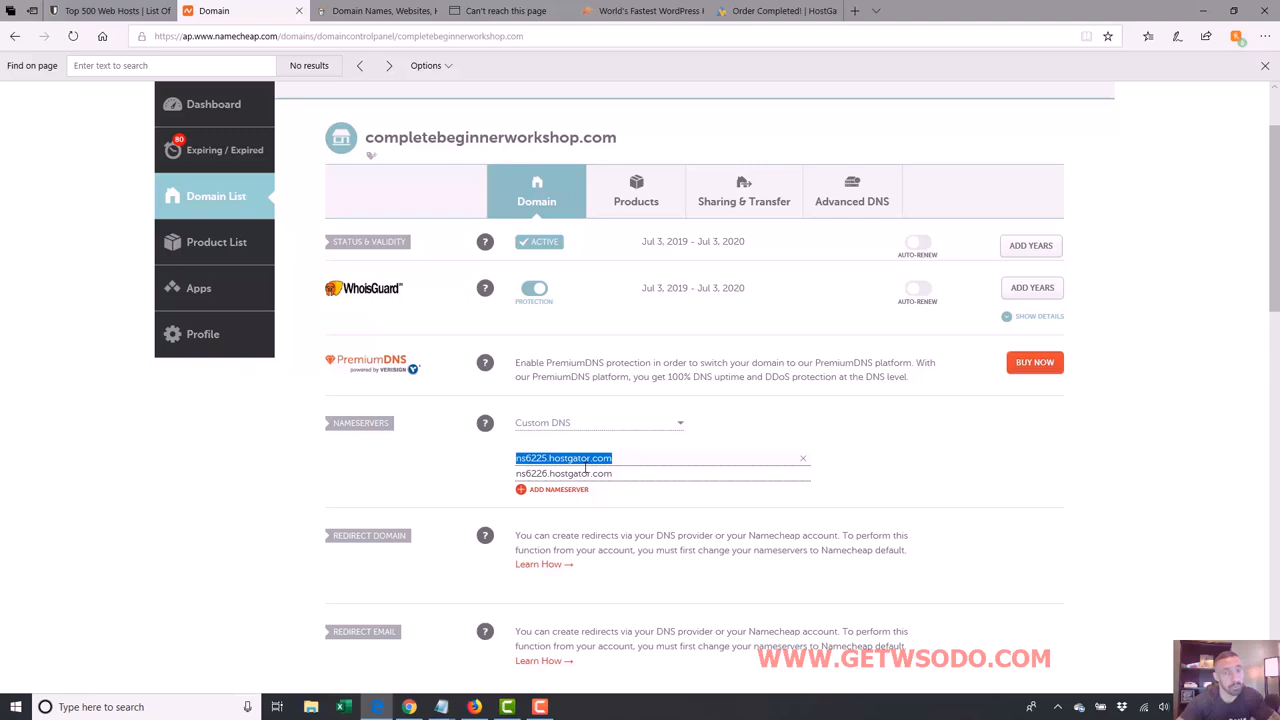 Top 500 Web Hosts | List Of
Domain List
Domain Names, Websites, H
Can't reach this page
World's Fastest WordPress H
Order Completed! | HostGa
https://ap.www.namecheap.com/domains/domaincontrolpanel/completebeginnerworkshop.com
Find on page
Enter text to search
No results
Options
Dashboard
80
Expiring / Expired
Domain List
Product List
Apps
Profile
completebeginnerworkshop.com
Domain
Products
Sharing & Transfer
Advanced DNS
STATUS & VALIDITY
?
ACTIVE
Jul 3, 2019 - Jul 3, 2020
AUTO-RENEW
ADD YEARS
WhoisGuard
?
PROTECTION
Jul 3, 2019 - Jul 3, 2020
AUTO-RENEW
ADD YEARS
SHOW DETAILS
PremiumDNS
powered by VERISIGN
?
Enable PremiumDNS protection in order to switch your domain to our PremiumDNS platform. With
our PremiumDNS platform, you get 100% DNS uptime and DDoS protection at the DNS level.
BUY NOW
NAMESERVERS
?
Custom DNS
ns6225.hostgator.com
ns6226.hostgator.com
ADD NAMESERVER
REDIRECT DOMAIN
?
You can create redirects via your DNS provider or your Namecheap account. To perform this
function from your account, you must first change your nameservers to Namecheap default.
Learn How →
REDIRECT EMAIL
?
You can create redirects via your DNS provider or your Namecheap account. To perform this
function from your account, you must first change your nameservers to Namecheap default.
Learn How →
WWW.GETWSODO.COM
Type here to search